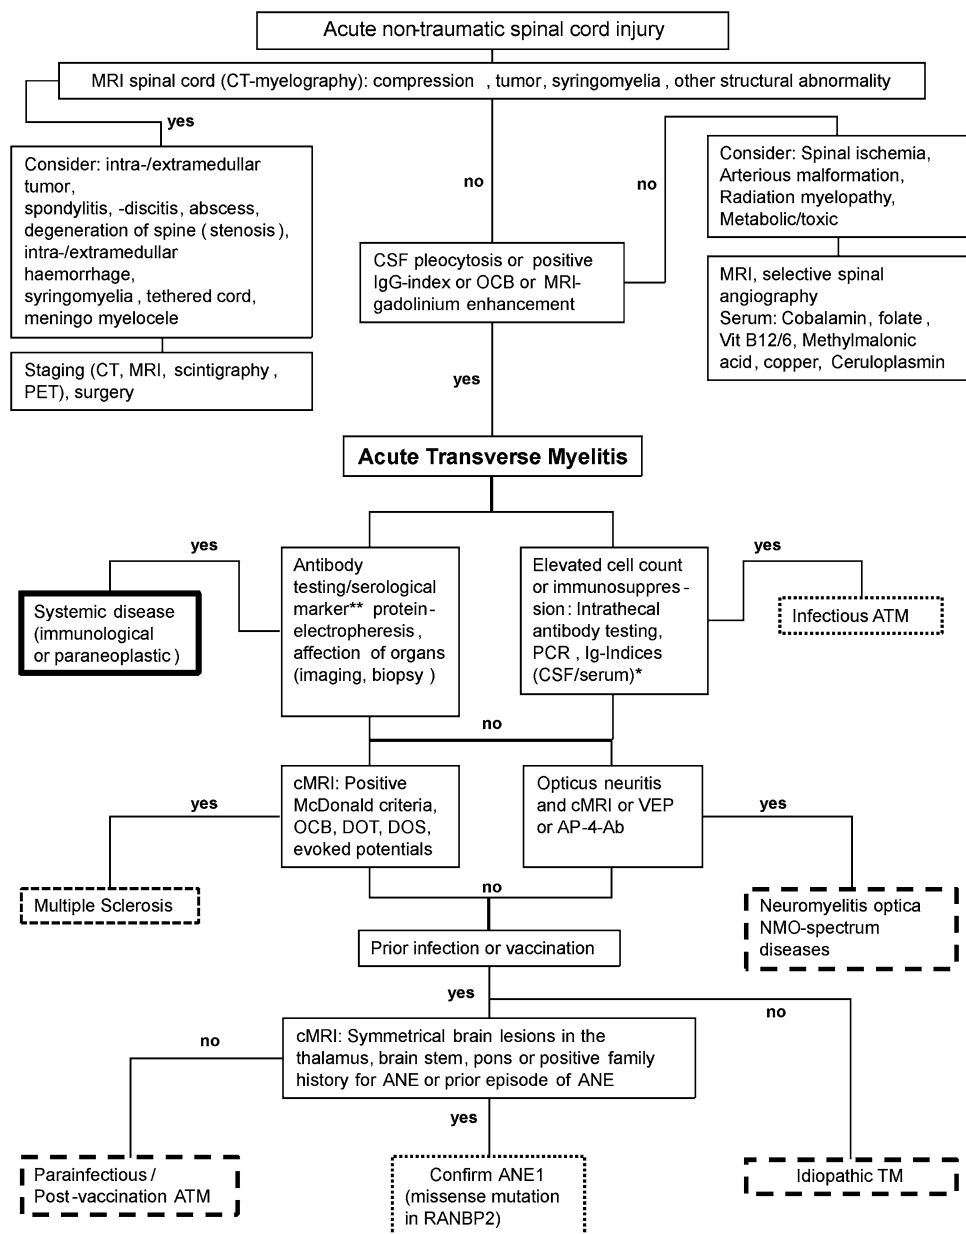 Acute non-traumatic spinal cord injury
MRI spinal cord (CT-myelography): compression , tumor, syringomyelia , other structural abnormality
yes
no
no
Consider: intra-/extramedullar
tumor,
spondylitis, -discitis, abscess,
degeneration of spine ( stenosis),
intra-/extramedullar
haemorrhage,
syringomyelia , tethered cord,
meningo myelocele
Staging (CT, MRI, scintigraphy ,
PET), surgery
CSF pleocytosis or positive
IgG-index or OCB or MRI-
gadolinium enhancement
Consider: Spinal ischemia,
Arterious malformation,
Radiation myelopathy,
Metabolic/toxic
MRI, selective spinal
angiography
Serum: Cobalamin, folate ,
Vit B12/6, Methylmalonic
acid, copper, Ceruloplasmin
yes
Acute Transverse Myelitis
yes
Systemic disease
(immunological
or paraneoplastic )
Antibody
testing/serological
marker** protein-
electropheresis ,
affection of organs
(imaging, biopsy )
Elevated cell count
or immunosuppres-
sion: Intrathecal
antibody testing,
PCR , Ig-Indices
(CSF/serum)*
yes
Infectious ATM
no
yes
cMRI: Positive
McDonald criteria,
OCB, DOT, DOS,
evoked potentials
Opticus neuritis
and cMRI or VEP
or AP-4-Ab
yes
Multiple Sclerosis
no
Neuromyelitis optica
NMO-spectrum
diseases
Prior infection or vaccination
yes
no
no
cMRI: Symmetrical brain lesions in the
thalamus, brain stem, pons or positive family
history for ANE or prior episode of ANE
yes
Parainfectious /
Post-vaccination ATM
Confirm ANE1
(missense mutation
in RANBP2)
Idiopathic TM